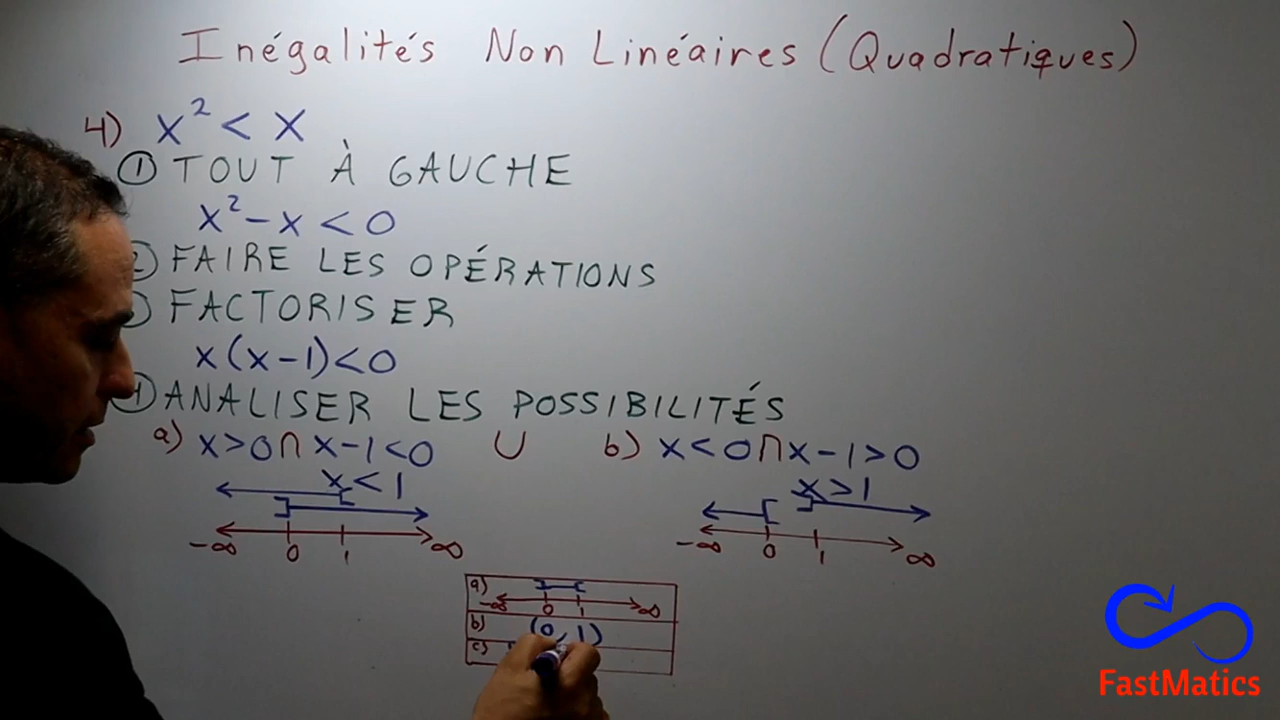 Inégalités Non Linéaires (Quadratiques)
4) x² < x
① TOUT À GAUCHE
x² - x < 0
② FAIRE LES OPÉRATIONS
) FACTORISER
x(x-1)<0
④ ANALISER LES POSSIBILITÉS
a) x>0 ∩ x-1<0 ∪ b) x<0 ∩ x-1>0
x<1 x>1
-∞ 0 1 ∞ -∞ 0 1 ∞
a) -∞ 0 1 ∞
b) (0, 1)
c)
FastMatics